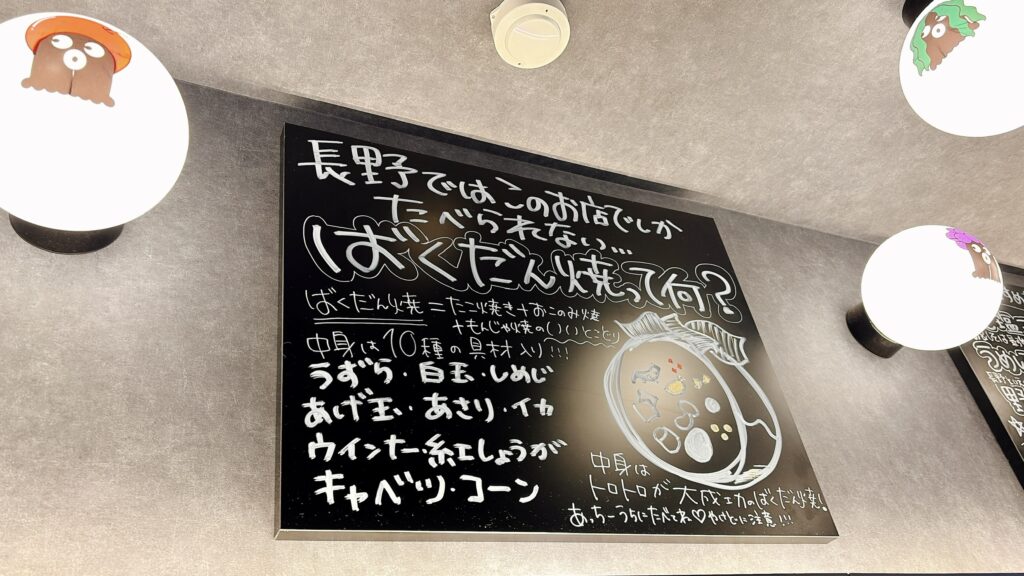 長野ではこのお店でしか
たべられない…
ばくだん焼って何?
ばくだん焼=たこ焼き+おこのみ焼
+もんじゃ焼のいいとことり
中身は10種の具材入り!!!
うずら・白玉・しめじ
あげ玉・あさり・イカ
ウインナー・紅しょうが
キャベツ・コーン
中身は
トロトロが大成功のばくだん焼!
あっちーうちにたべてね♡やけどに注意!!!